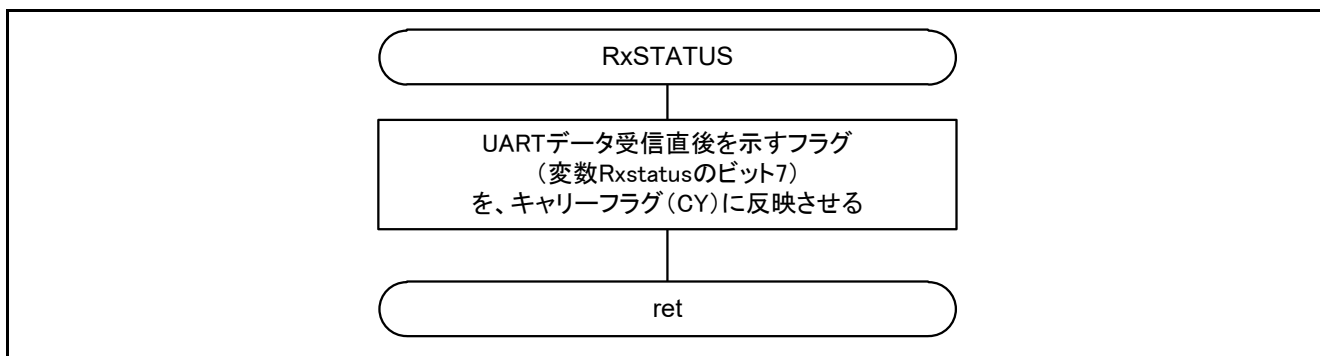 RxSTATUS
UARTデータ受信直後を示すフラグ
（変数Rxstatusのビット7）
を、キャリーフラグ（CY）に反映させる
ret